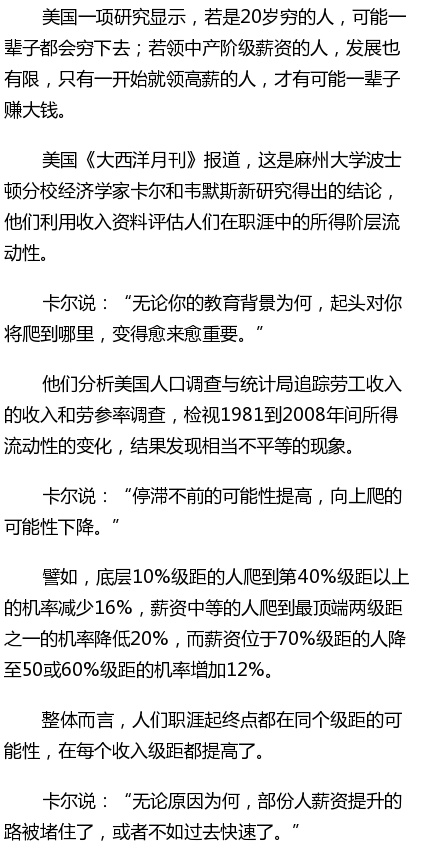 美国一项研究显示，若是20岁穷的人，可能一
辈子都会穷下去；若领中产阶级薪资的人，发展也
有限，只有一开始就领高薪的人，才有可能一辈子
赚大钱。
美国《大西洋月刊》报道，这是麻州大学波士
顿分校经济学家卡尔和韦默斯新研究得出的结论，
他们利用收入资料评估人们在职涯中的所得阶层流
动性。
卡尔说：“无论你的教育背景为何，起头对你
将爬到哪里，变得愈来愈重要。”
他们分析美国人口调查与统计局追踪劳工收入
的收入和劳参率调查，检视1981到2008年间所得
流动性的变化，结果发现相当不平等的现象。
卡尔说：“停滞不前的可能性提高，向上爬的
可能性下降。”
譬如，底层10%级距的人爬到第40%级距以上
的机率减少16%，薪资中等的人爬到最顶端两级距
之一的机率降低20%，而薪资位于70%级距的人降
至50或60%级距的机率增加12%。
整体而言，人们职涯起终点都在同个级距的可
能性，在每个收入级距都提高了。
卡尔说：“无论原因为何，部份人薪资提升的
路被堵住了，或者不如过去快速了。”